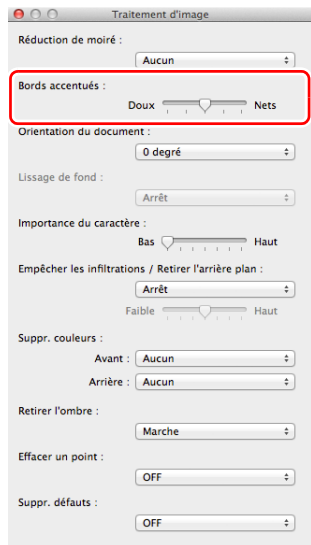 Traitement d'image
Réduction de moiré :
Aucun
Bords accentués :
Doux Nets
Orientation du document :
0 degré
Lissage de fond :
Arrêt
Importance du caractère :
Bas Haut
Empêcher les infiltrations / Retirer l'arrière plan :
Arrêt
Faible Haut
Suppr. couleurs :
Avant : Aucun
Arrière : Aucun
Retirer l'ombre :
Marche
Effacer un point :
OFF
Suppr. défauts :
OFF